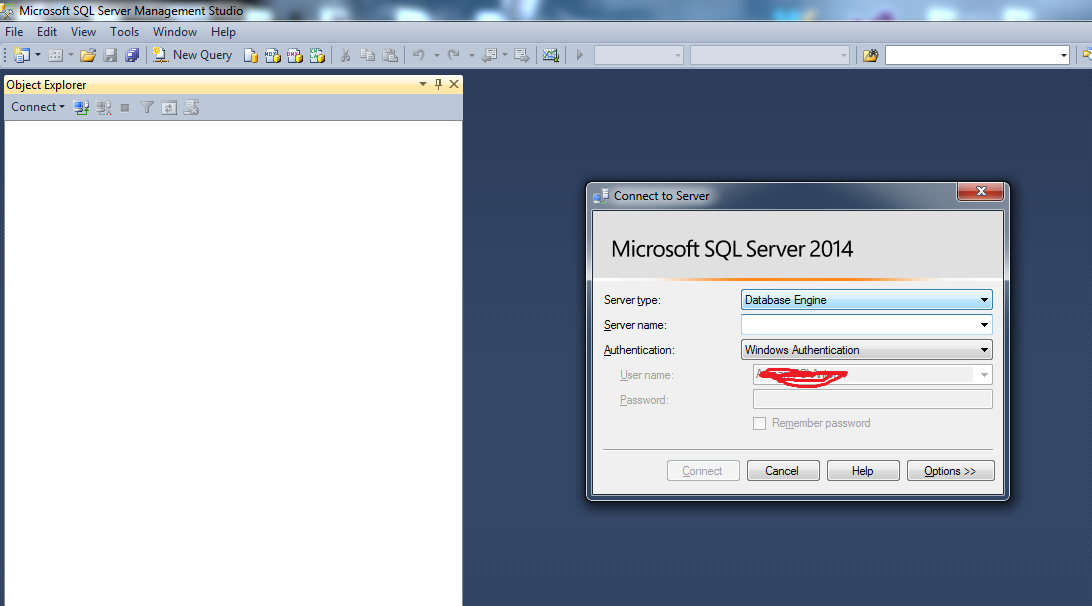 Microsoft SQL Server Management Studio
File Edit View Tools Window Help
New Query
Object Explorer
Connect
Connect to Server
Microsoft SQL Server 2014
Server type: Database Engine
Server name:
Authentication: Windows Authentication
User name:
Password:
Remember password
Connect Cancel Help Options >>